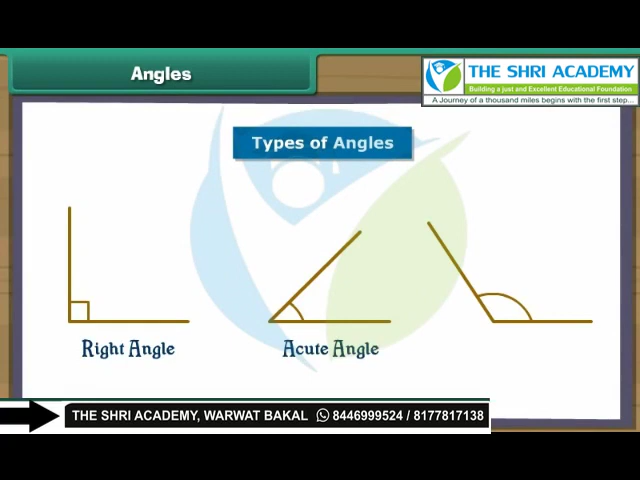 Angles
THE SHRI ACADEMY
Building a just and Excellent Educational Foundation
A Journey of a thousand miles begins with the first step...
Types of Angles
Right Angle
Acute Angle
THE SHRI ACADEMY, WARWAT BAKAL 8446999524 / 8177817138